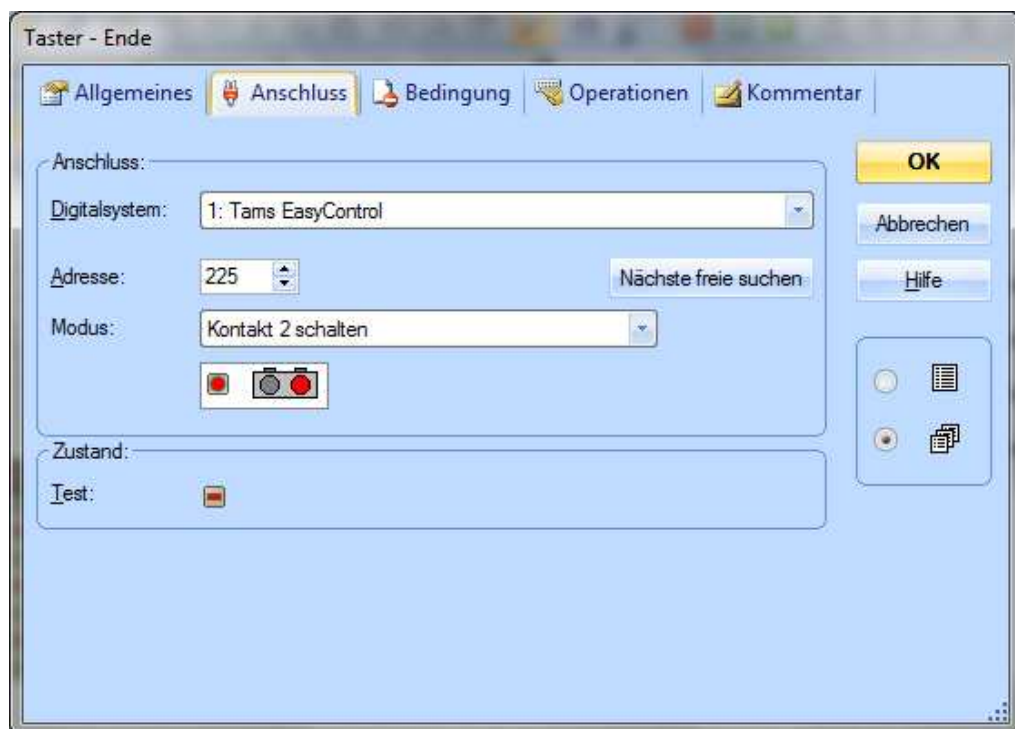 Taster - Ende
Allgemeines Anschluss Bedingung Operationen Kommentar
Anschluss:
Digitalsystem: 1: Tams EasyControl
Adresse: 225 Nächste freie suchen
Modus: Kontakt 2 schalten
Zustand:
Test:
OK
Abbrechen
Hilfe